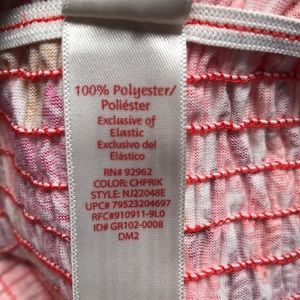 100% Polyester/
Poliéster
Exclusive of
Elastic
Exclusivo del
Elástico
RN# 92962
COLOR: CHPRIK
STYLE: NJ22048E
UPC# 79523204697
RFC#910911-9L0
ID# GR102-0008
DM2